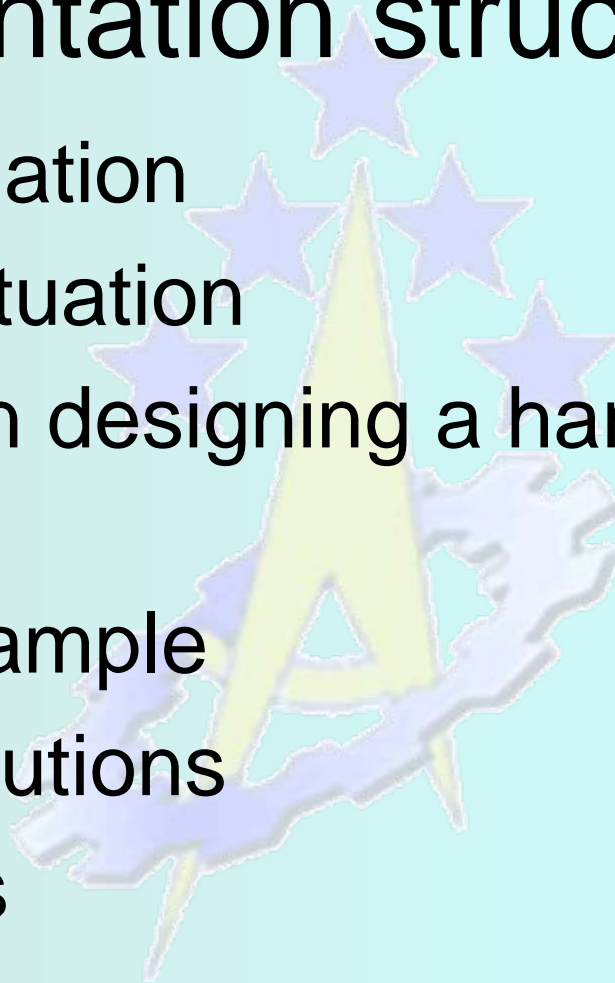 ntation struc
ation
tuation
n designing a har
ample
utions
s